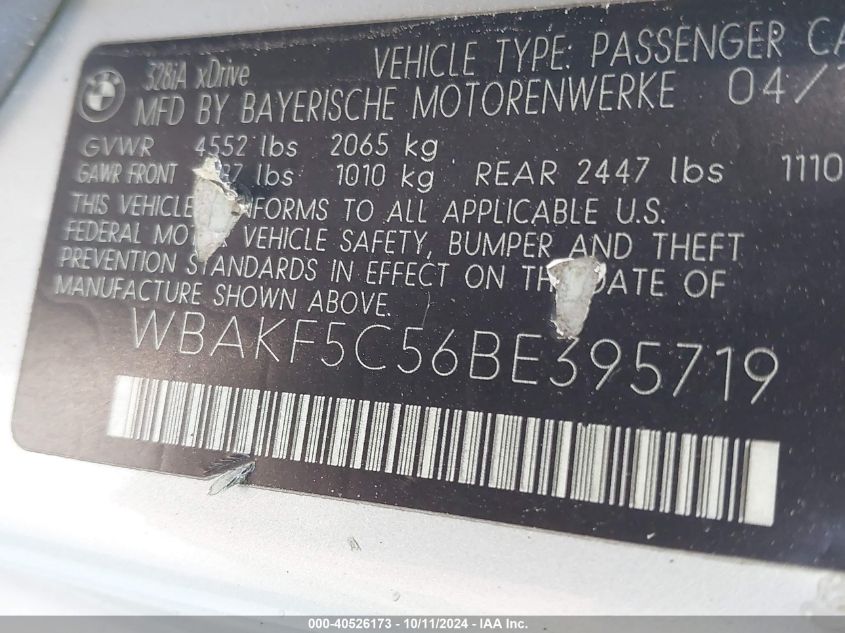 BMW
328iA xDrive VEHICLE TYPE: PASSENGER CA
MFD BY BAYERISCHE MOTORENWERKE 04/
GVWR 4552 lbs 2065 kg
GAWR FRONT lbs 1010 kg REAR 2447 lbs 1110
THIS VEHICLE NFORMS TO ALL APPLICABLE U.S.
FEDERAL MOT R VEHICLE SAFETY, BUMPER AND THEFT
PREVENTION STANDARDS IN EFFECT ON TH DATE OF
MANUFACTURE SHOWN ABOVE.
WBAKF5C56BE395719
000-40526173 - 10/11/2024 - IAA Inc.